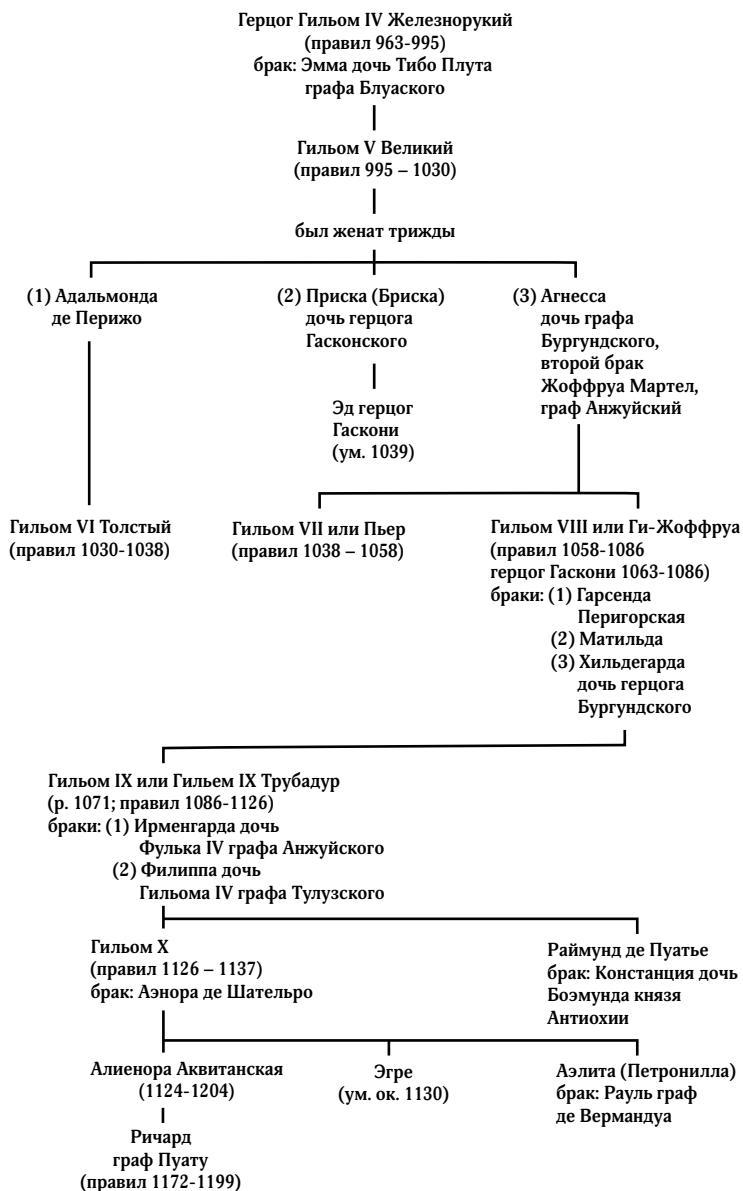 Герцог Гильом IV Железнорукий
(правил 963-995)
брак: Эмма дочь Тибо Плута
графа Блуаского
Гильом V Великий
(правил 995 – 1030)
был женат трижды
(1) Адальмонда
де Перижо
(2) Приска (Бриска)
дочь герцога
Гасконского
Эд герцог
Гаскони
(ум. 1039)
(3) Агнесса
дочь графа
Бургундского,
второй брак
Жоффруа Мартел,
граф Анжуйский
Гильом VI Толстый
(правил 1030-1038)
Гильом VII или Пьер
(правил 1038 – 1058)
Гильом VIII или Ги-Жоффруа
(правил 1058-1086
герцог Гаскони 1063-1086)
браки: (1) Гарсенда
Перигорская
(2) Матильда
(3) Хильдегарда
дочь герцога
Бургундского
Гильом IX или Гильем IX Трубадур
(р. 1071; правил 1086-1126)
браки: (1) Ирменгарда дочь
Фулька IV графа Анжуйского
(2) Филиппа дочь
Гильома IV графа Тулузского
Гильом X
(правил 1126 – 1137)
брак: Аэнора де Шательро
Раймунд де Пуатье
брак: Констанция дочь
Боэмунда князя
Антиохии
Алиенора Аквитанская
(1124-1204)
Эгре
(ум. ок. 1130)
Аэлита (Петронилла)
брак: Рауль граф
де Вермандуа
Ричард
граф Пуату
(правил 1172-1199)